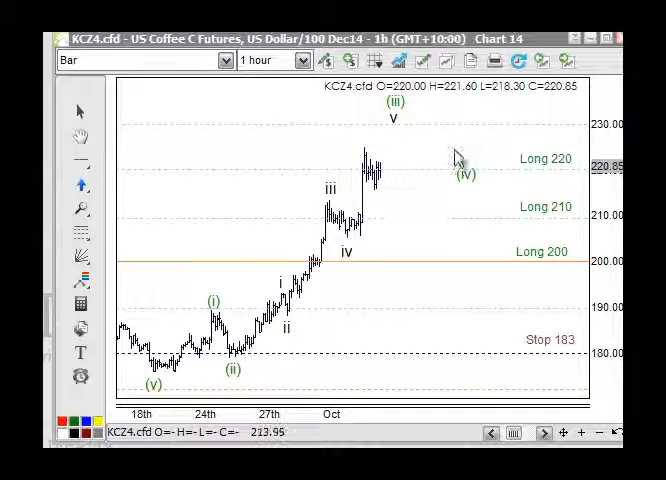 KCZ4.cfd - US Coffee C Futures, US Dollar/100 Dec14 - 1h (GMT+10:00) Chart 14
Bar 1 hour
KCZ4.cfd O=220.00 H=221.60 L=218.30 C=220.85
(iii)
v
230.00
Long 220
220.85
(iv)
iii
Long 210
210.00
iv
Long 200
200.00
i
(i)
190.00
ii
Stop 183
180.00
(ii)
(v)
18th 24th 27th Oct
T
KCZ4.cfd O=- H=- L=- C=- 213.95